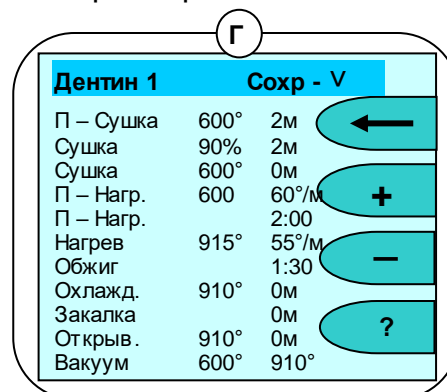 Г
Дентин 1 Сохр - V
П – Сушка 600° 2м
Сушка 90% 2м
Сушка 600° 0м
П – Нагр. 600 60°/м
П – Нагр. 2:00
Нагрев 915° 55°/м
Обжиг 1:30
Охлажд. 910° 0м
Закалка 0м
Открыв. 910° 0м
Вакуум 600° 910°
+
–
?